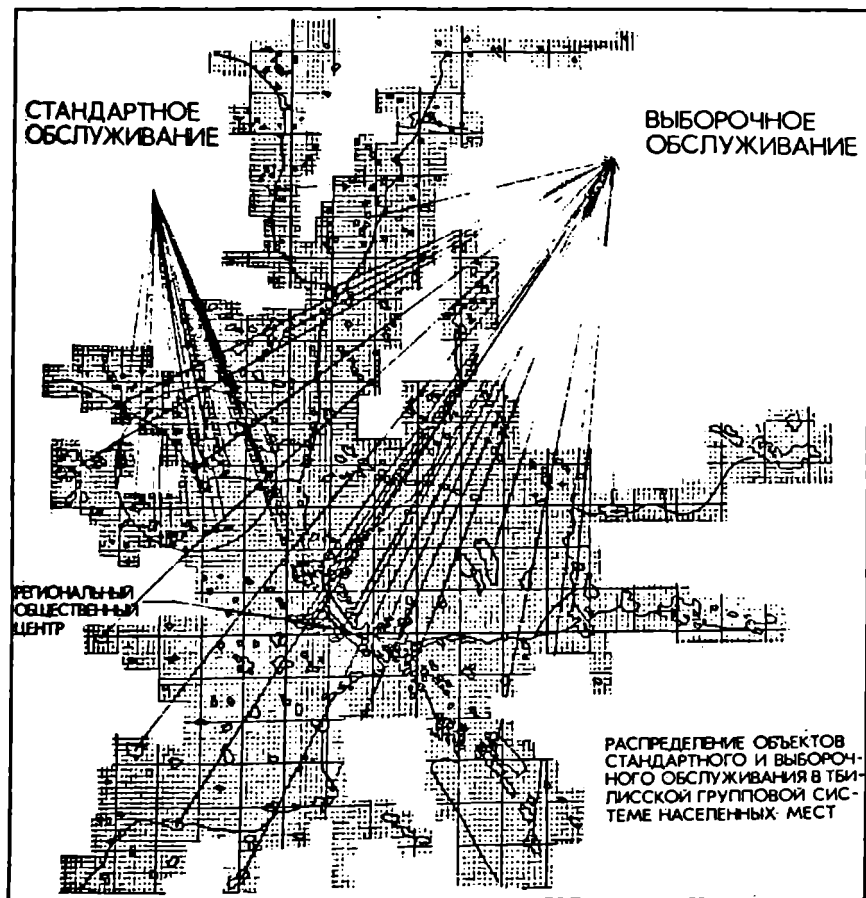 СТАНДАРТНОЕ
ОБСЛУЖИВАНИЕ
ВЫБОРОЧНОЕ
ОБСЛУЖИВАНИЕ
РЕГИОНАЛЬНЫЙ
ОБЩЕСТВЕННЫЙ
ЦЕНТР
РАСПРЕДЕЛЕНИЕ ОБЪЕКТОВ
СТАНДАРТНОГО И ВЫБОРОЧ-
НОГО ОБСЛУЖИВАНИЯ В ТБИ-
ЛИССКОЙ ГРУППОВОЙ СИС-
ТЕМЕ НАСЕЛЕННЫХ МЕСТ